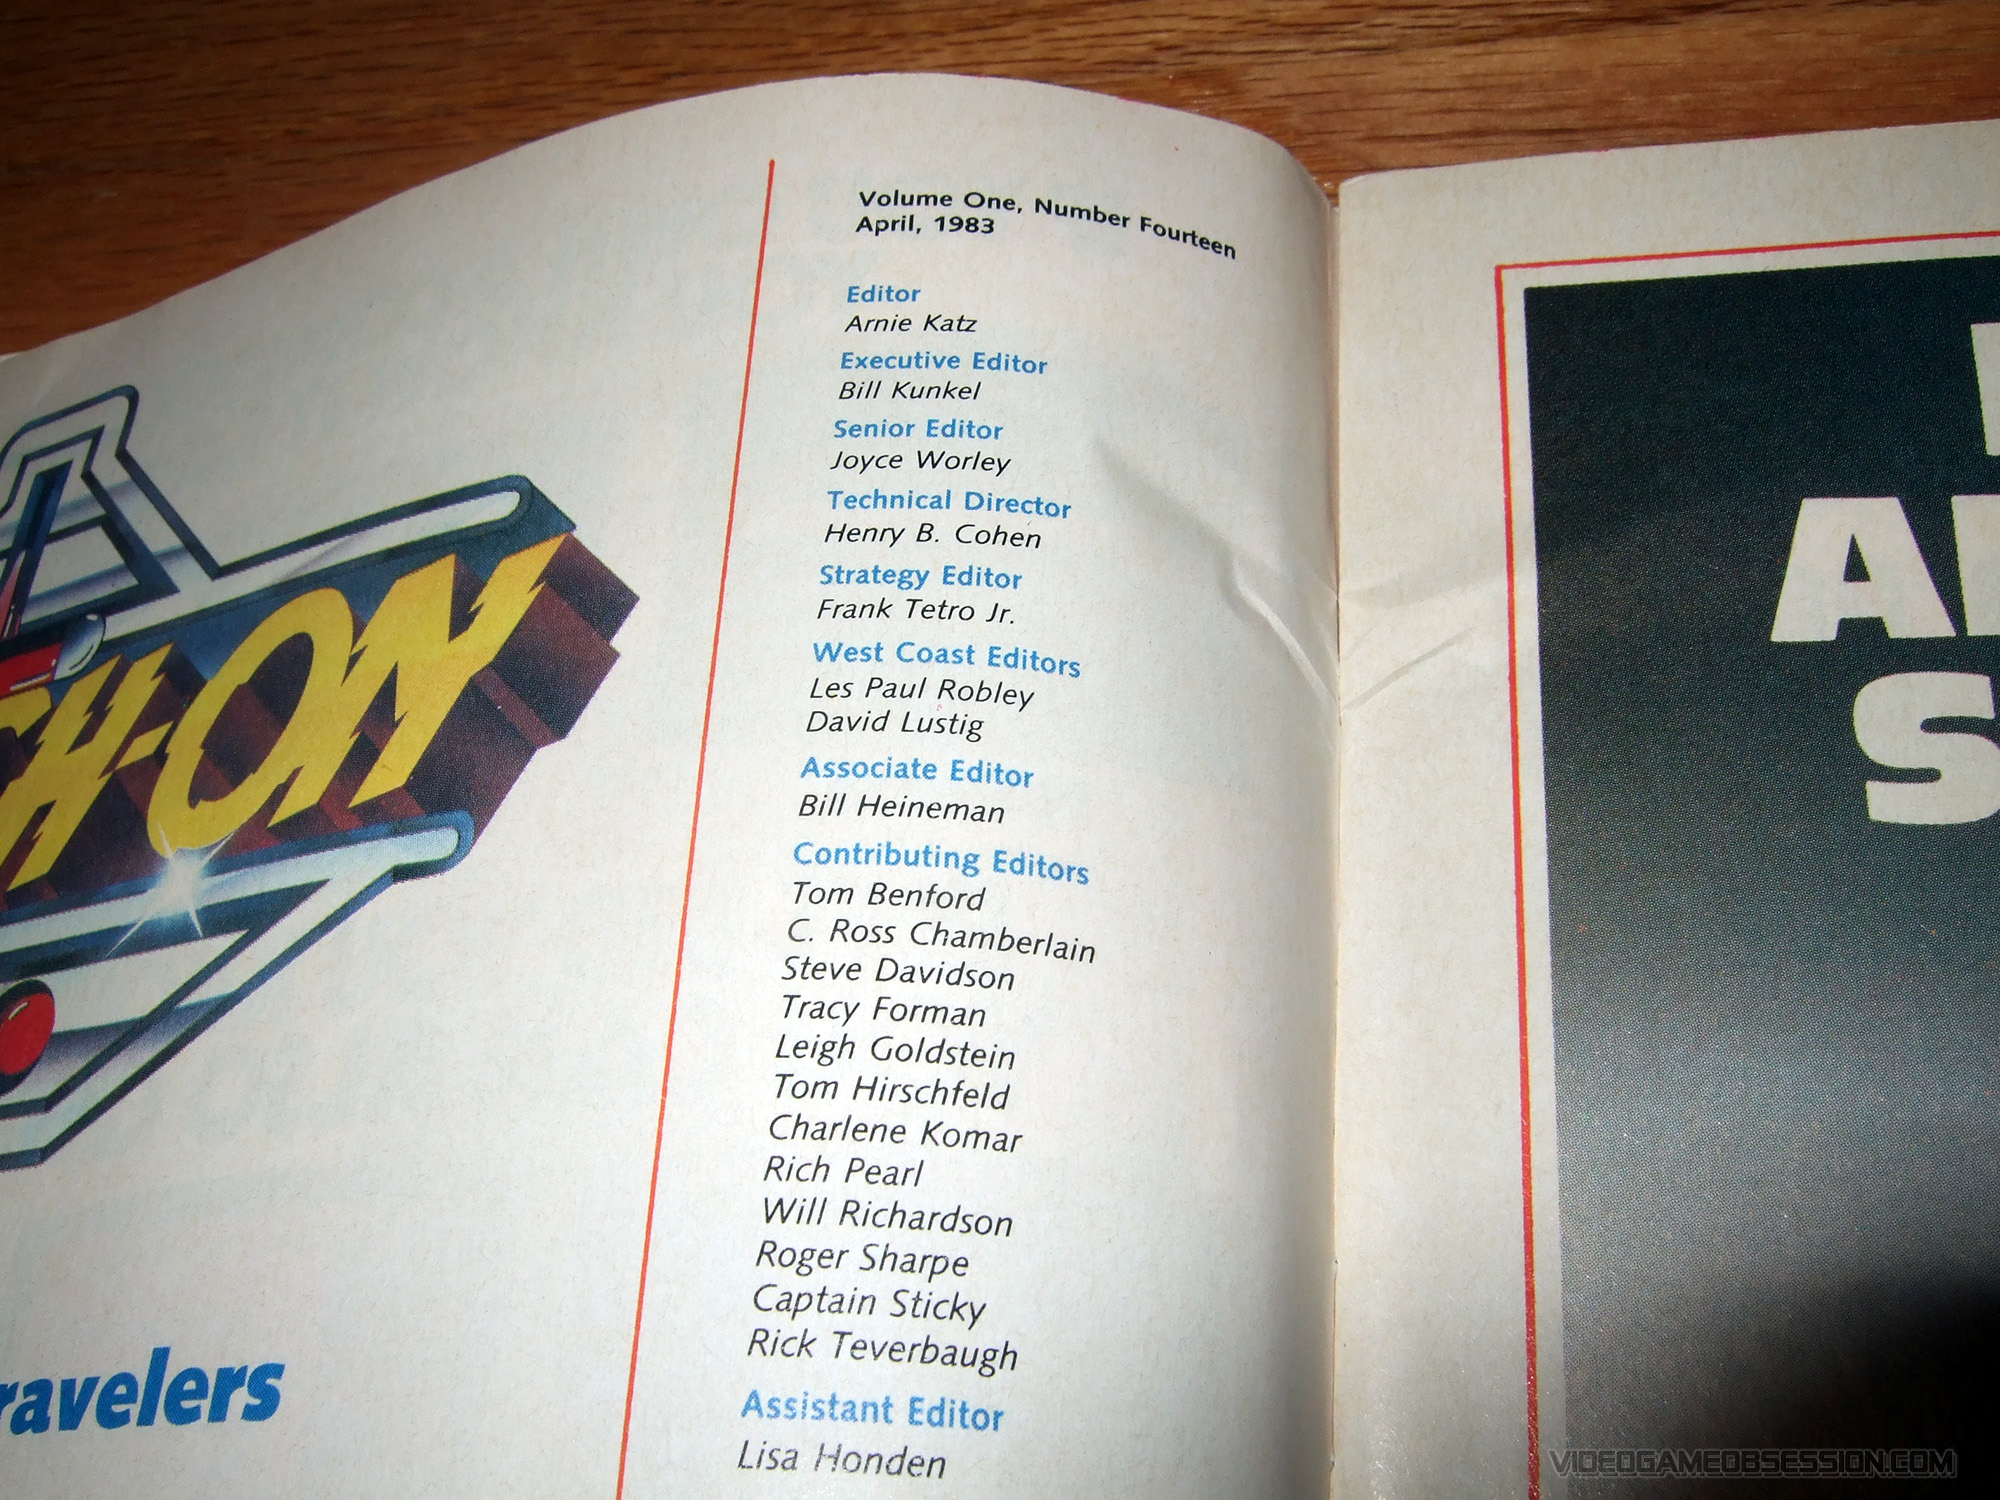 Volume One, Number Fourteen
April, 1983
Editor
Arnie Katz
Executive Editor
Bill Kunkel
Senior Editor
Joyce Worley
Technical Director
Henry B. Cohen
Strategy Editor
Frank Tetro Jr.
West Coast Editors
Les Paul Robley
David Lustig
Associate Editor
Bill Heineman
Contributing Editors
Tom Benford
C. Ross Chamberlain
Steve Davidson
Tracy Forman
Leigh Goldstein
Tom Hirschfeld
Charlene Komar
Rich Pearl
Will Richardson
Roger Sharpe
Captain Sticky
Rick Teverbaugh
Assistant Editor
Lisa Honden
H-ON
ravelers
VIDEOGAMEOBSESSION.COM